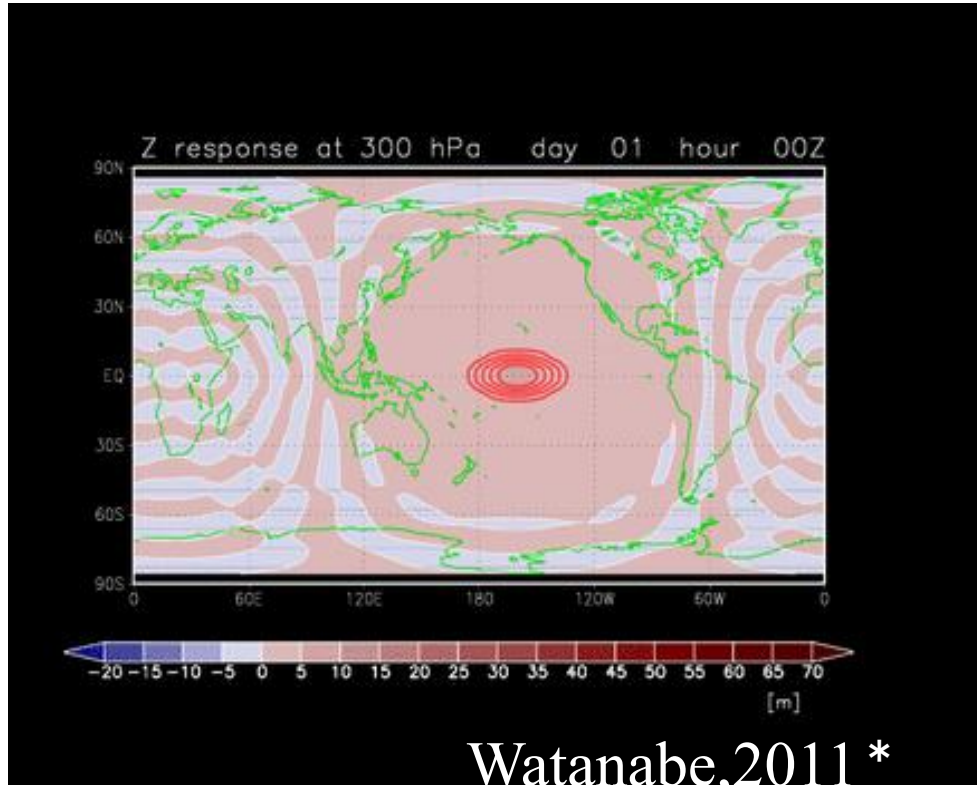 Z response at 300 hPa day 01 hour 00Z
90N
60N
30N
EQ
30S
60S
90S
0 60E 120E 180 120W 60W 0
-20 -15 -10 -5 0 5 10 15 20 25 30 35 40 45 50 55 60 65 70
[m]
Watanabe,2011*